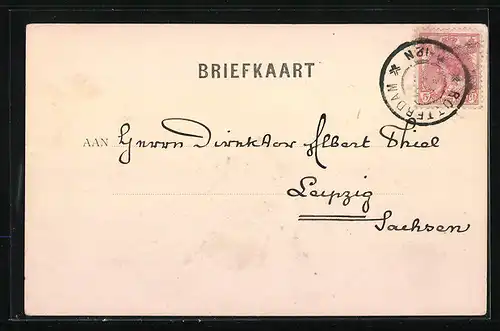 BRIEFKAART
* ROTTERDAM *
AAN Herrn Direktor Albert Thiel
Leipzig
Sachsen